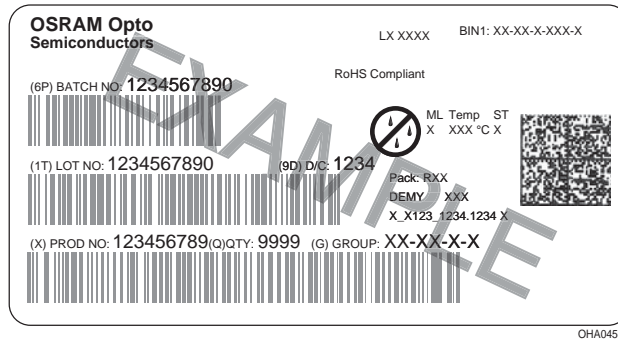 OSRAM Opto
Semiconductors
LX XXXX
BIN1: XX-XX-X-XXX-X
RoHS Compliant
(6P) BATCH NO: 1234567890
ML Temp ST
X XXX °C X
(1T) LOT NO: 1234567890
(9D) D/C: 1234
Pack: RXX
DEMY XXX
X_X123_1234.1234 X
(X) PROD NO: 123456789(Q)QTY: 9999 (G) GROUP: XX-XX-X-X
EXAMPLE
OHA045